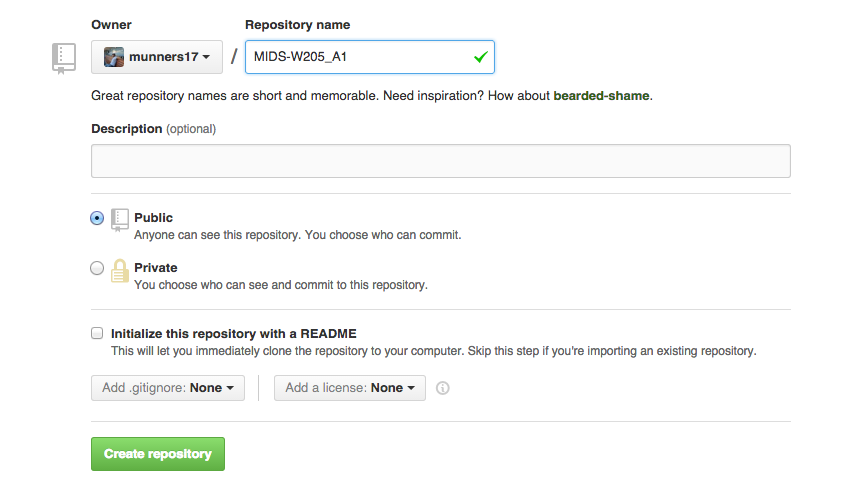 Owner Repository name
munners17 / MIDS-W205_A1
Great repository names are short and memorable. Need inspiration? How about bearded-shame.
Description (optional)
Public
Anyone can see this repository. You choose who can commit.
Private
You choose who can see and commit to this repository.
Initialize this repository with a README
This will let you immediately clone the repository to your computer. Skip this step if you're importing an existing repository.
Add .gitignore: None Add a license: None
Create repository